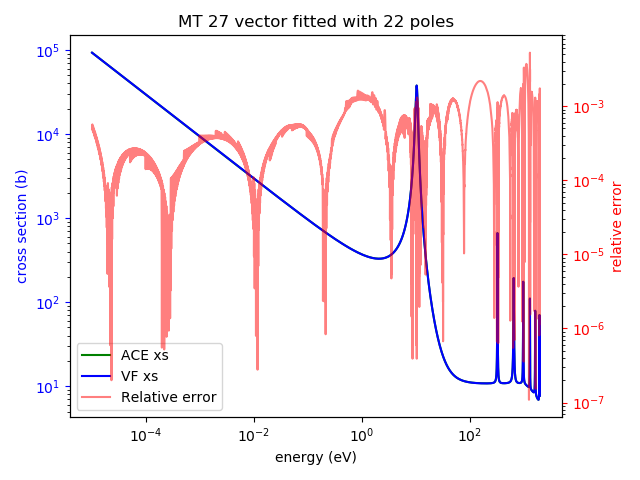 MT 27 vector fitted with 22 poles
cross section (b)
10^5
10^4
10^3
10^2
10^1
10^-3
10^-4
10^-5
10^-6
10^-7
relative error
ACE xs
VF xs
Relative error
10^-4
10^-2
10^0
10^2
energy (eV)